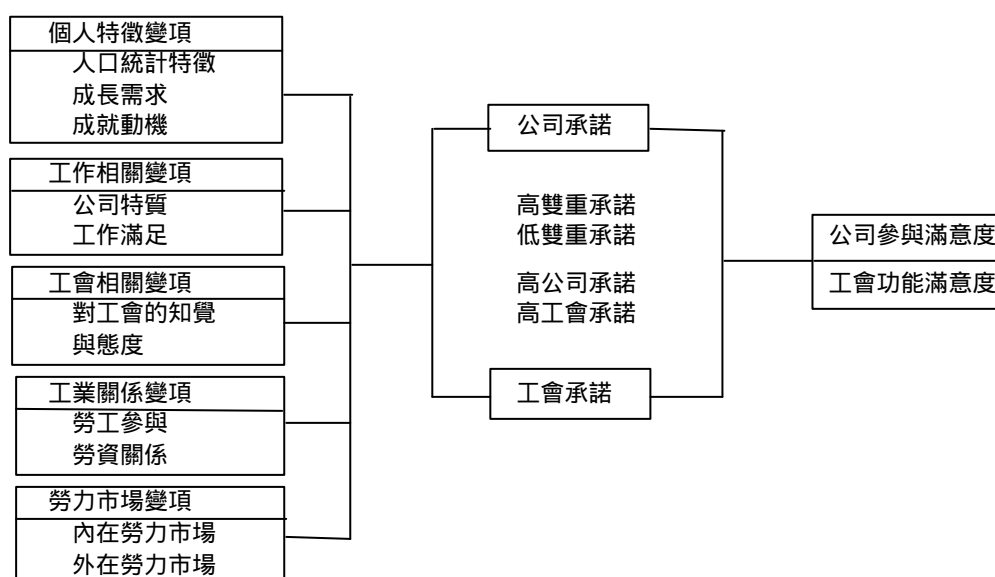 個人特徵變項
人口統計特徵
成長需求
成就動機
工作相關變項
公司特質
工作滿足
工會相關變項
對工會的知覺
與態度
工業關係變項
勞工參與
勞資關係
勞力市場變項
內在勞力市場
外在勞力市場
公司承諾
高雙重承諾
低雙重承諾
高公司承諾
高工會承諾
工會承諾
公司參與滿意度
工會功能滿意度